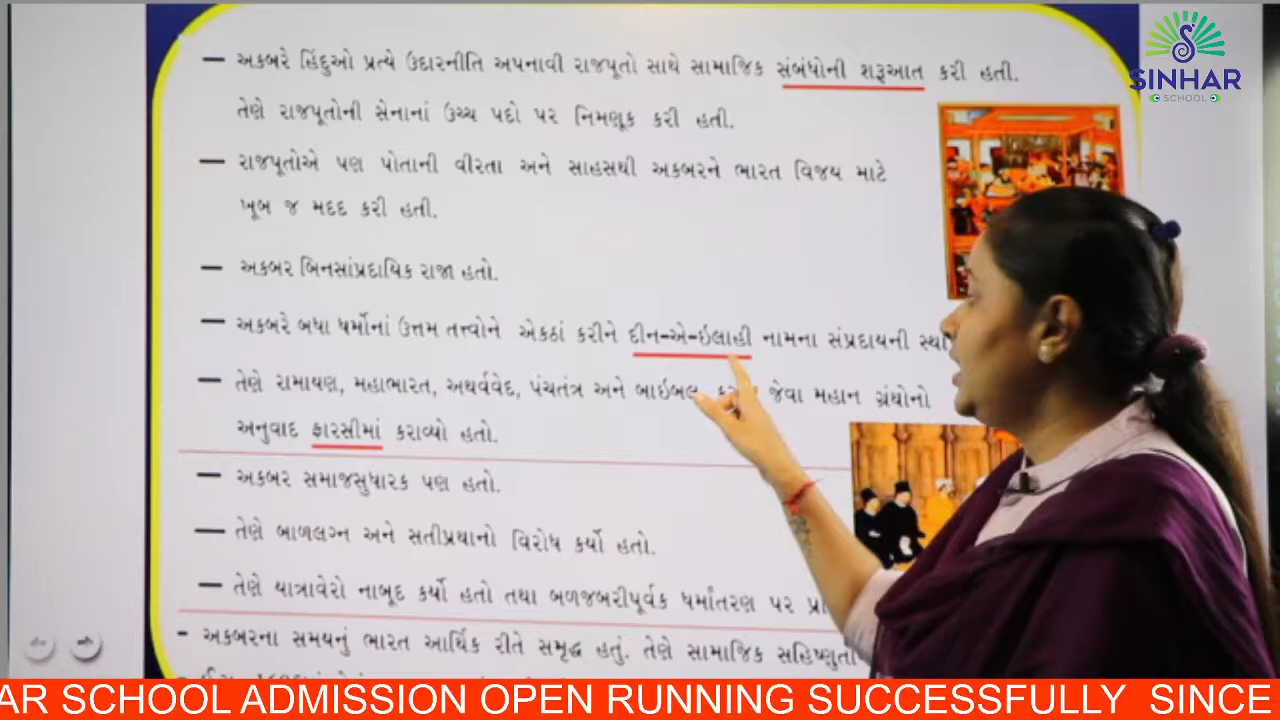 – અકબરે હિંદુઓ પ્રત્યે ઉદારનીતિ અપનાવી રાજપૂતો સાથે સામાજિક સંબંધોની શરૂઆત કરી હતી.
તેણે રાજપૂતોની સેનાનાં ઉચ્ચ પદો પર નિમણૂક કરી હતી.
– રાજપૂતોએ પણ પોતાની વીરતા અને સાહસથી અકબરને ભારત વિજય માટે
ખૂબ જ મદદ કરી હતી.
– અકબર બિનસાંપ્રદાયિક રાજા હતો.
– અકબરે બધા ધર્મોનાં ઉત્તમ તત્ત્વોને એકઠાં કરીને દીન-એ-ઇલાહી નામના સંપ્રદાયની
– તેણે રામાયણ, મહાભારત, અથર્વવેદ, પંચતંત્ર અને બાઇબલ, જેવા મહાન ગ્રંથોનો
અનુવાદ ફારસીમાં કરાવ્યો હતો.
– અકબર સમાજસુધારક પણ હતો.
– તેણે બાળલગ્ન અને સતીપ્રથાનો વિરોધ કર્યો હતો.
– તેણે યાત્રાવેરો નાબૂદ કર્યો હતો તથા બળજબરીપૂર્વક ધર્માંતરણ પર
- અકબરના સમયનું ભારત આર્થિક રીતે સમૃદ્ધ હતું. તેણે સામાજિક સહિષ્ણુતા
SINHAR
SCHOOL
AR SCHOOL ADMISSION OPEN RUNNING SUCCESSFULLY SINCE